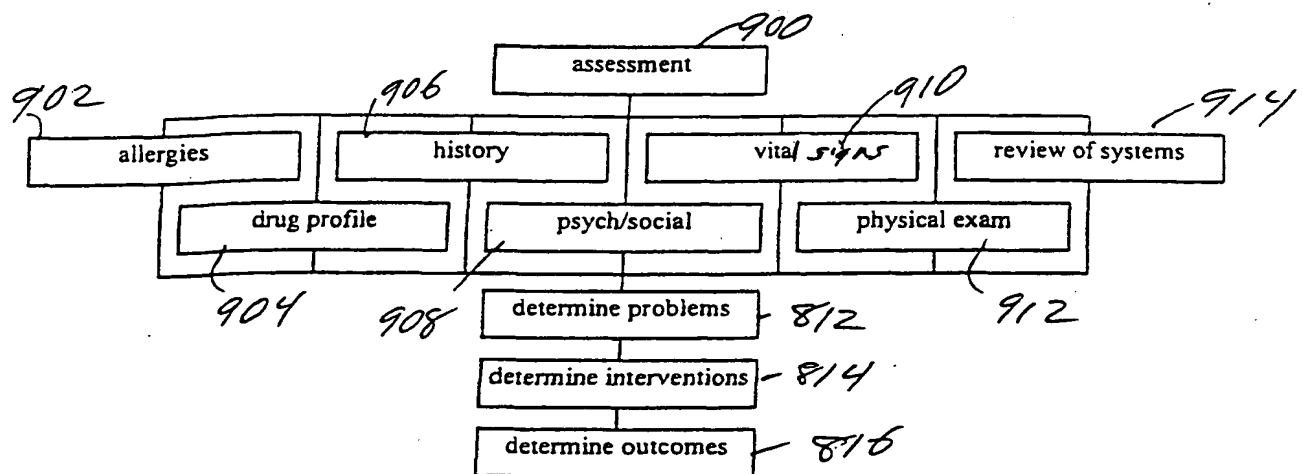 900
assessment
902
906
910
914
allergies
history
vital signs
review of systems
drug profile
psych/social
physical exam
904
908
912
determine problems
812
determine interventions
814
determine outcomes
816